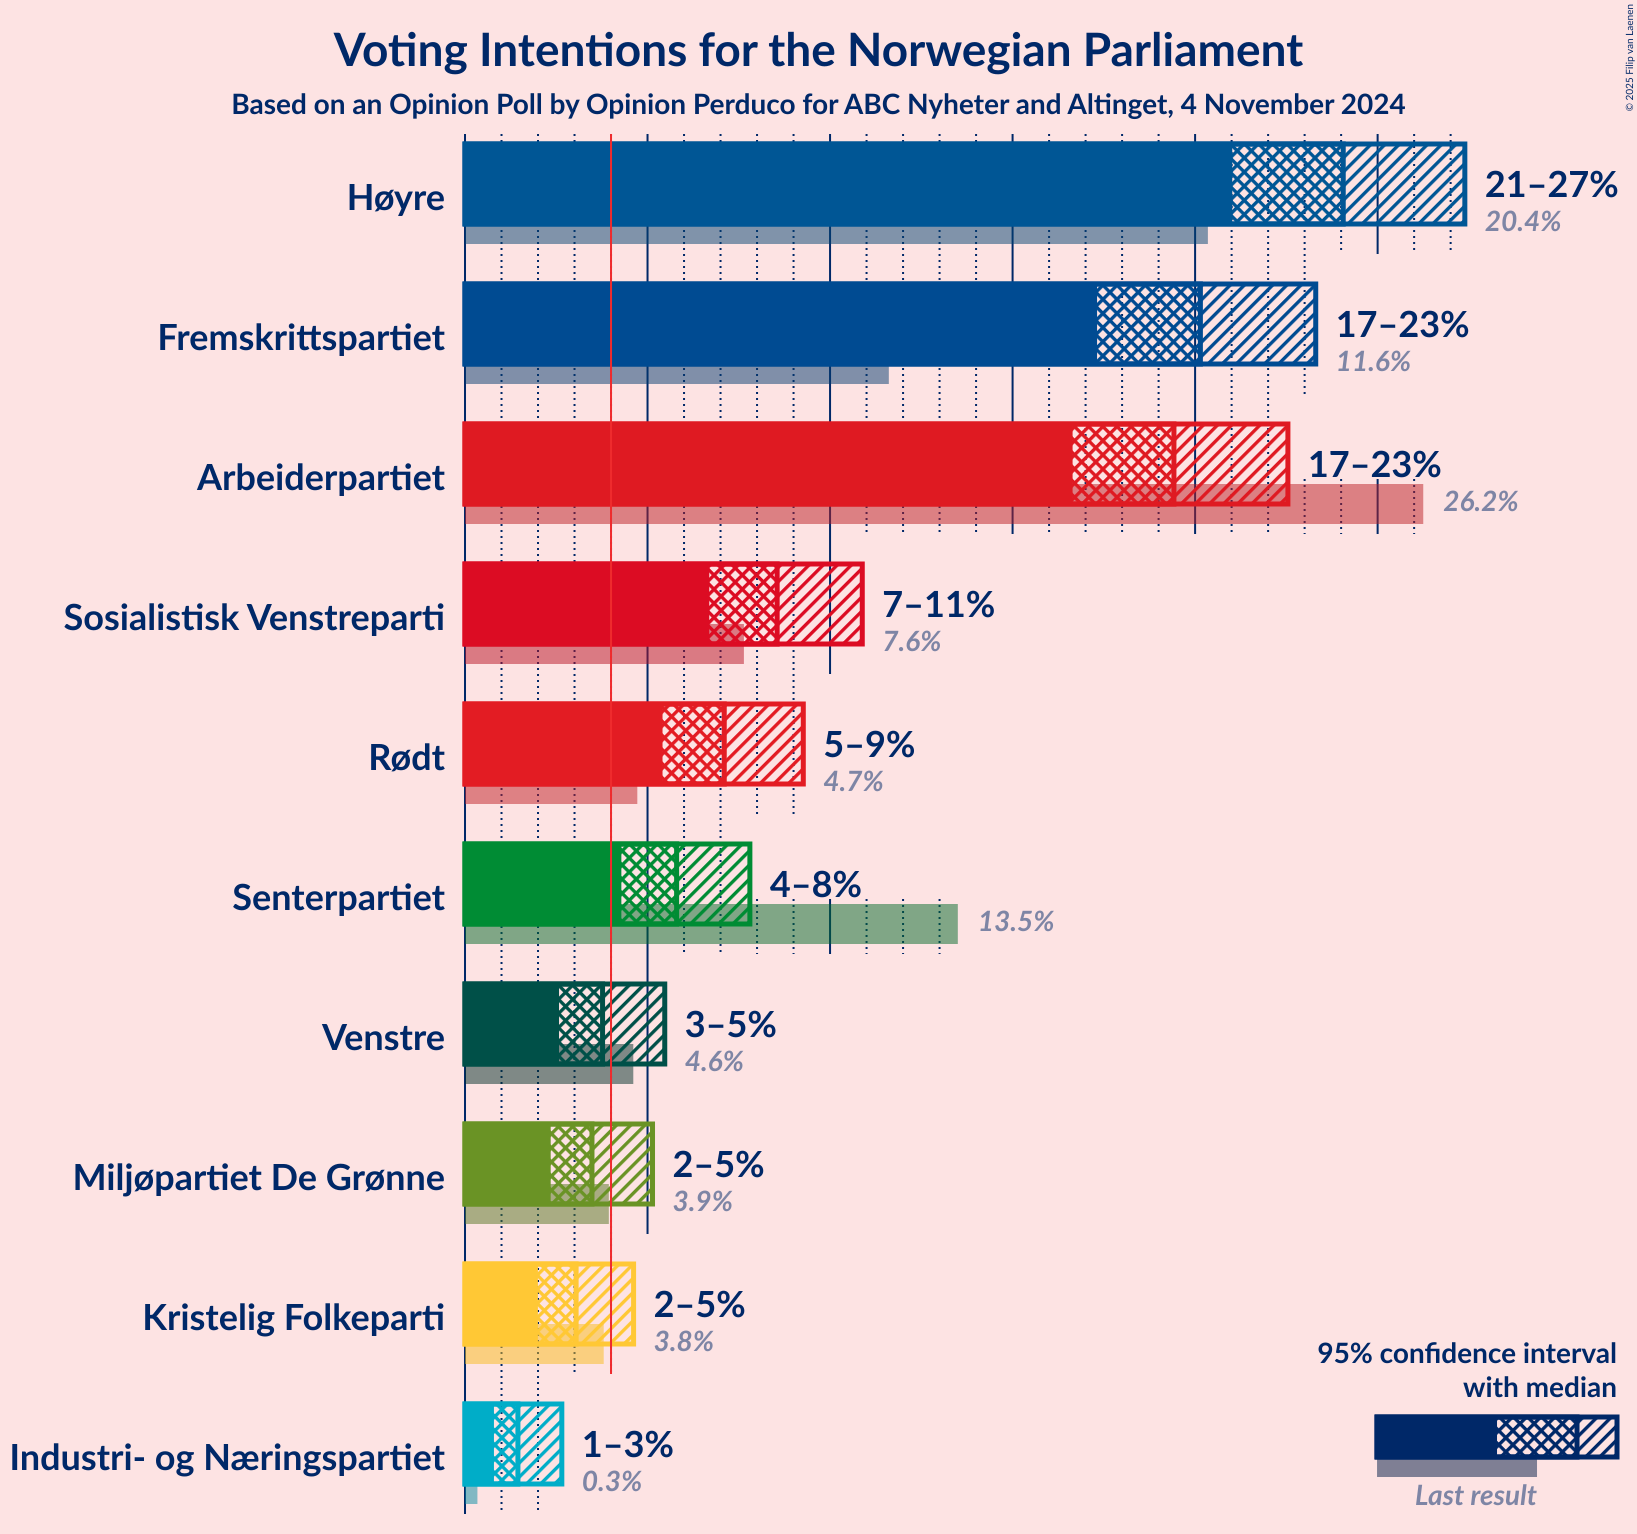 Voting Intentions for the Norwegian Parliament
Based on an Opinion Poll by Opinion Perduco for ABC Nyheter and Altinget, 4 November 2024
© 2025 Filip van Laenen
Høyre
21–27%
20.4%
Fremskrittspartiet
17–23%
11.6%
Arbeiderpartiet
17–23%
26.2%
Sosialistisk Venstreparti
7–11%
7.6%
Rødt
5–9%
4.7%
Senterpartiet
4–8%
13.5%
Venstre
3–5%
4.6%
Miljøpartiet De Grønne
2–5%
3.9%
Kristelig Folkeparti
2–5%
3.8%
Industri- og Næringspartiet
1–3%
0.3%
95% confidence interval
with median
Last result